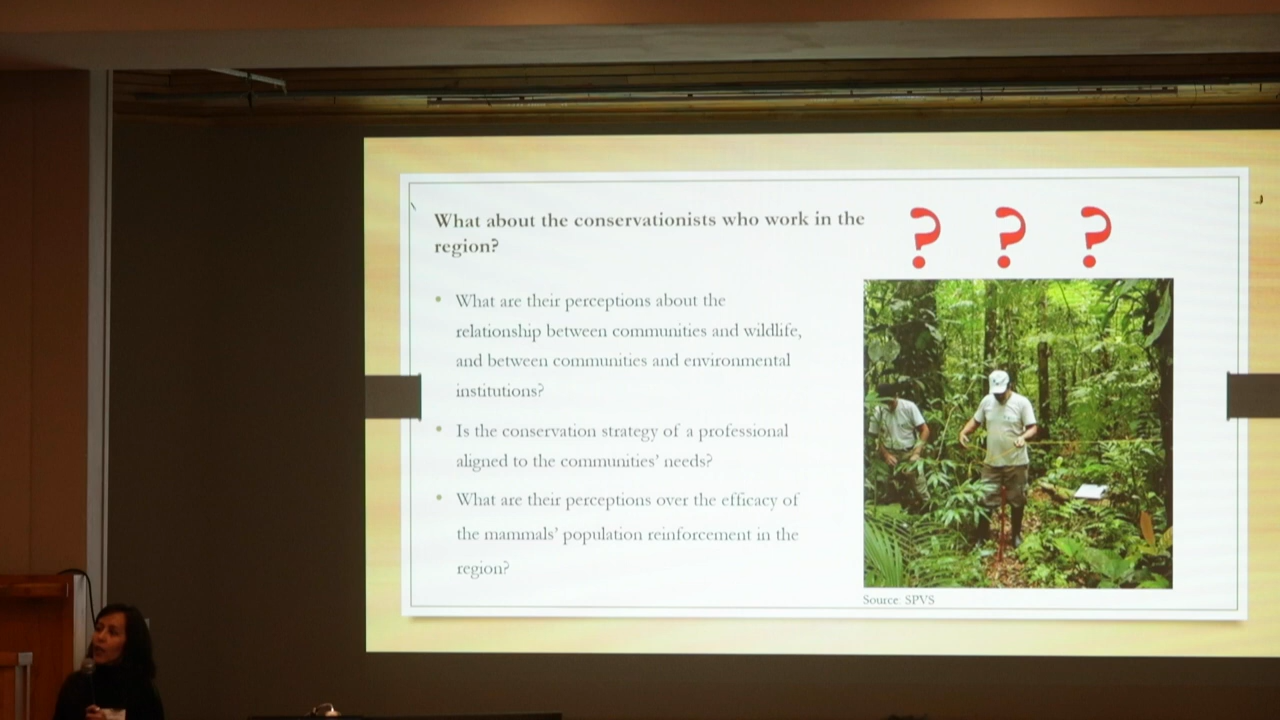 What about the conservationists who work in the
region?
? ? ?
• What are their perceptions about the
relationship between communities and wildlife,
and between communities and environmental
institutions?
• Is the conservation strategy of a professional
aligned to the communities' needs?
• What are their perceptions over the efficacy of
the mammals' population reinforcement in the
region?
Source: SPVS